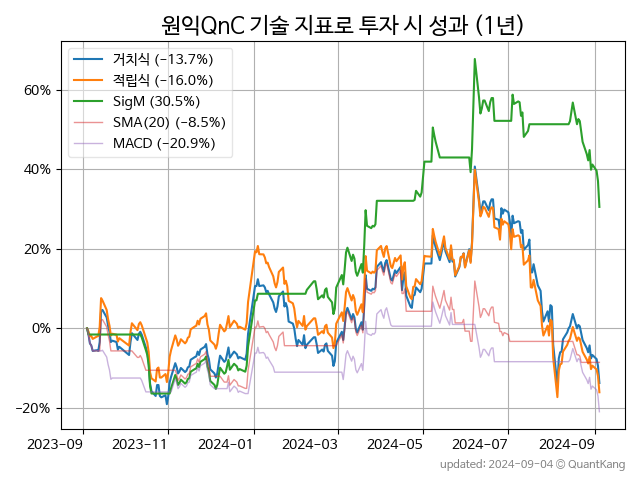 원익QnC 기술 지표로 투자 시 성과 (1년)
거치식 (−13.7%)
적립식 (−16.0%)
SigM (30.5%)
SMA(20) (−8.5%)
MACD (−20.9%)
60%
40%
20%
0%
−20%
2023-09 2023-11 2024-01 2024-03 2024-05 2024-07 2024-09
updated: 2024-09-04 © QuantKang